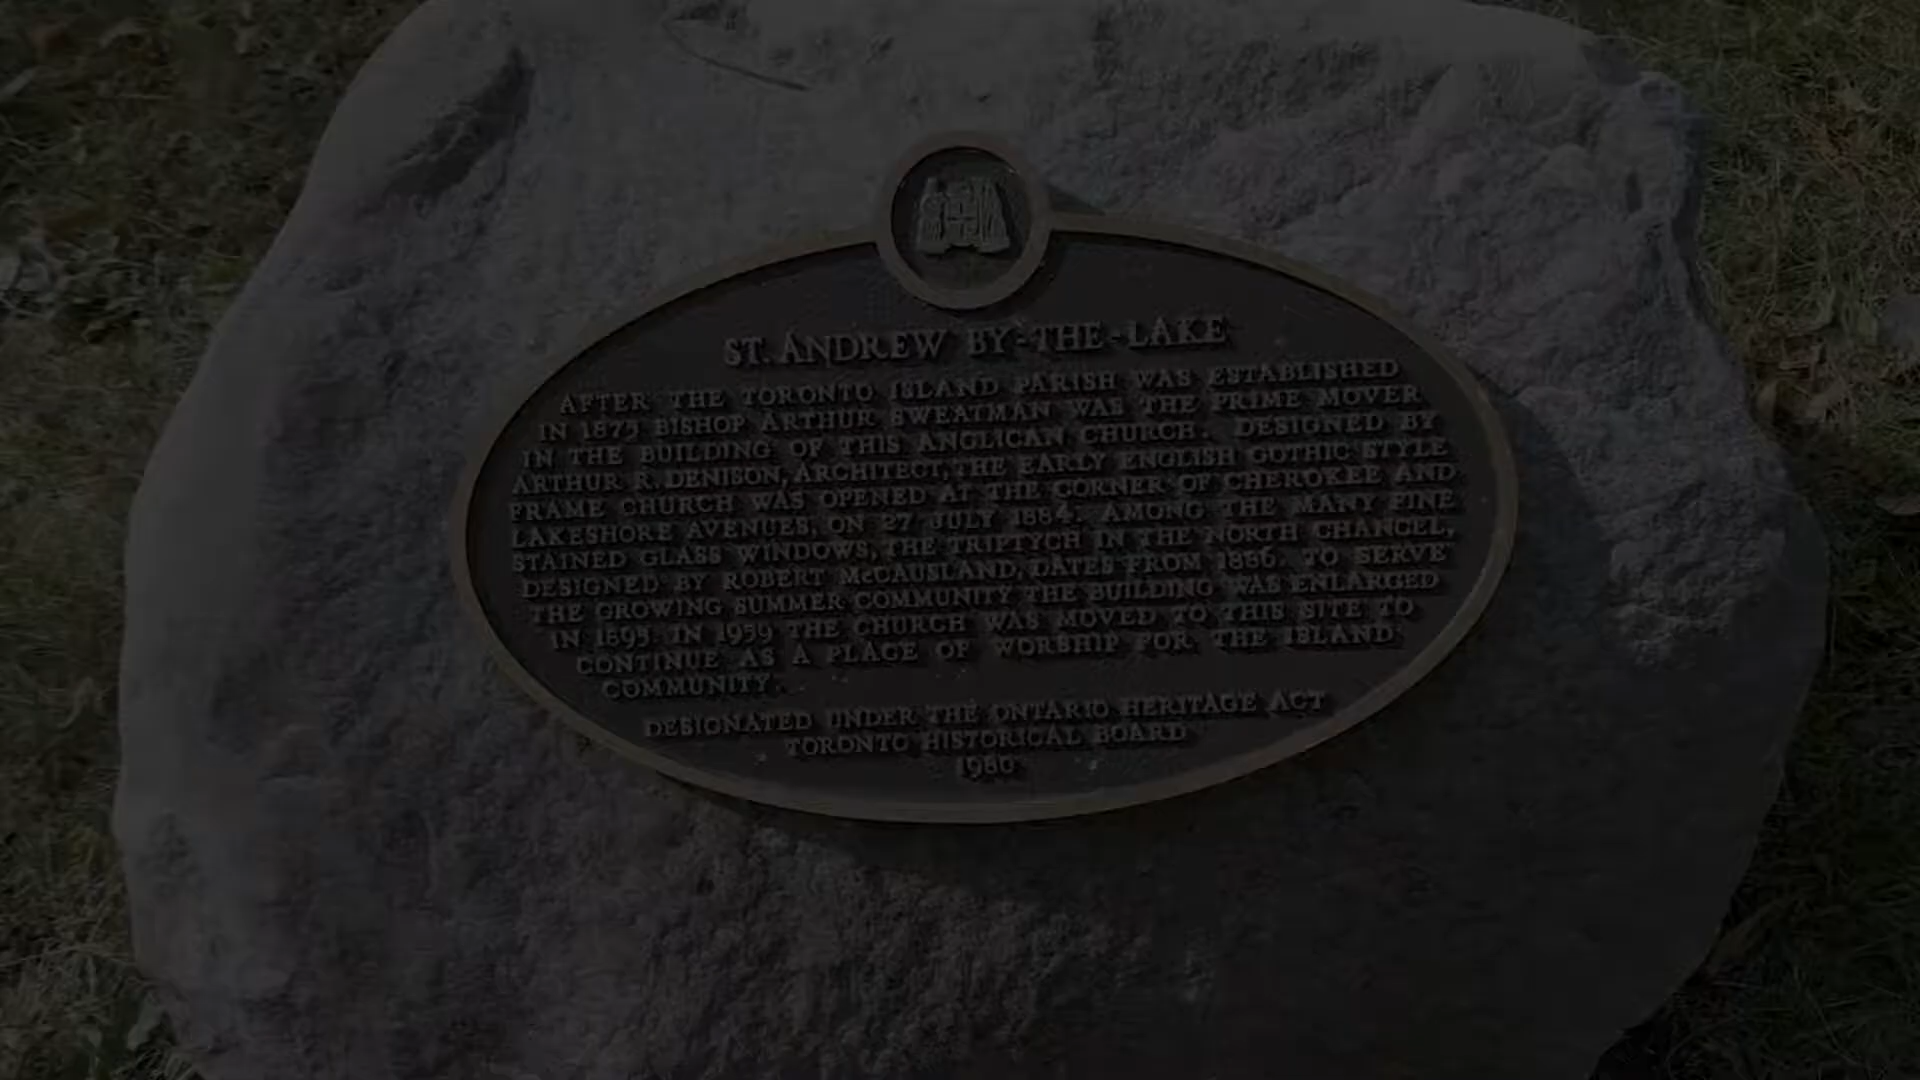 ST. ANDREW BY-THE-LAKE
AFTER THE TORONTO ISLAND PARISH WAS ESTABLISHED
IN 1875 BISHOP ARTHUR SWEATMAN WAS THE PRIME MOVER
IN THE BUILDING OF THIS ANGLICAN CHURCH. DESIGNED BY
ARTHUR R. DENISON, ARCHITECT, THE EARLY ENGLISH GOTHIC STYLE
FRAME CHURCH WAS OPENED AT THE CORNER OF CHEROKEE AND
LAKESHORE AVENUES, ON 27 JULY 1884. AMONG THE MANY FINE
STAINED GLASS WINDOWS, THE TRIPTYCH IN THE NORTH CHANCEL,
DESIGNED BY ROBERT McCAUSLAND, DATES FROM 1886. TO SERVE
THE GROWING SUMMER COMMUNITY THE BUILDING WAS ENLARGED
IN 1895. IN 1959 THE CHURCH WAS MOVED TO THIS SITE TO
CONTINUE AS A PLACE OF WORSHIP FOR THE ISLAND
COMMUNITY.
DESIGNATED UNDER THE ONTARIO HERITAGE ACT
TORONTO HISTORICAL BOARD
1980